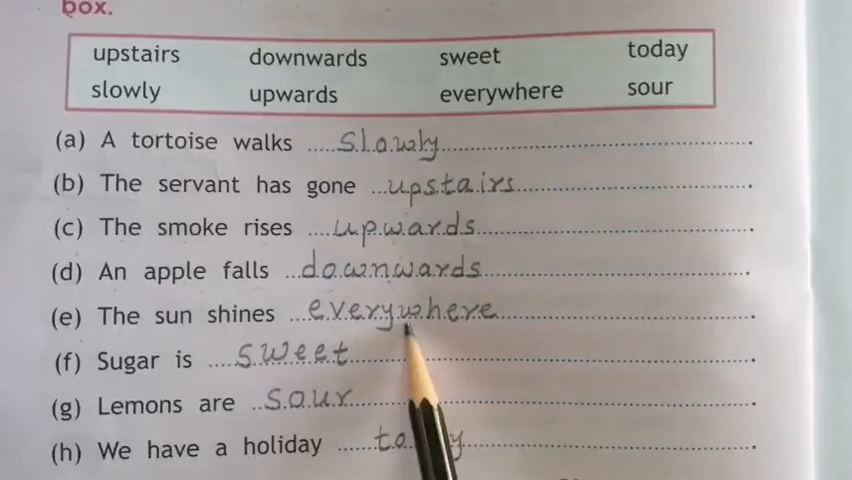 box.
upstairs downwards sweet today
slowly upwards everywhere sour
(a) A tortoise walks .....slowly.......................
(b) The servant has gone ...upstairs.......................
(c) The smoke rises ....upwards.......................
(d) An apple falls ...downwards.......................
(e) The sun shines ...everywhere.......................
(f) Sugar is ....sweet.......................
(g) Lemons are ..sour.......................
(h) We have a holiday ......today.......................